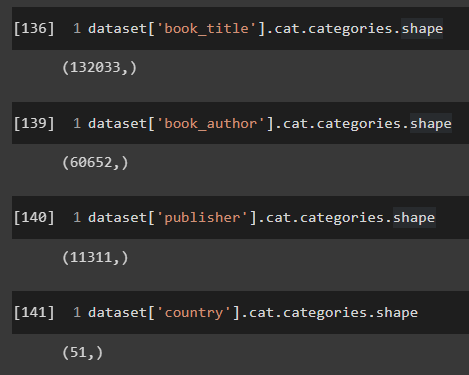 [136] 1 dataset['book_title'].cat.categories.shape
(132033,)
[139] 1 dataset['book_author'].cat.categories.shape
(60652,)
[140] 1 dataset['publisher'].cat.categories.shape
(11311,)
[141] 1 dataset['country'].cat.categories.shape
(51,)